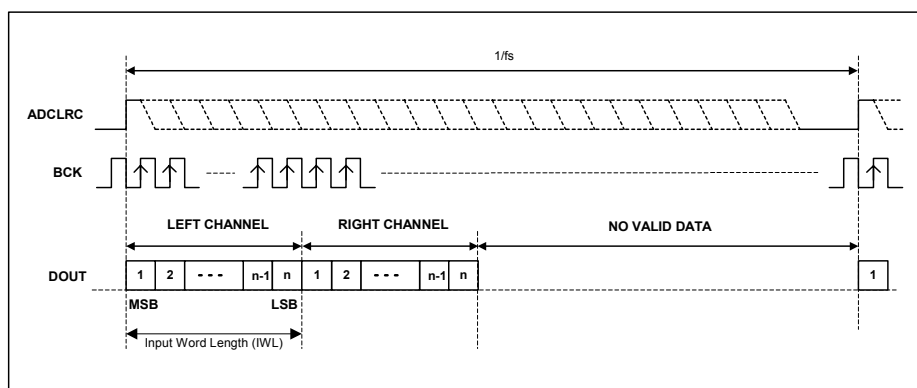 1/fs
ADCLRC
BCK
LEFT CHANNEL RIGHT CHANNEL NO VALID DATA
DOUT 1 2 - - - n-1 n 1 2 - - - n-1 n 1
MSB LSB
Input Word Length (IWL)